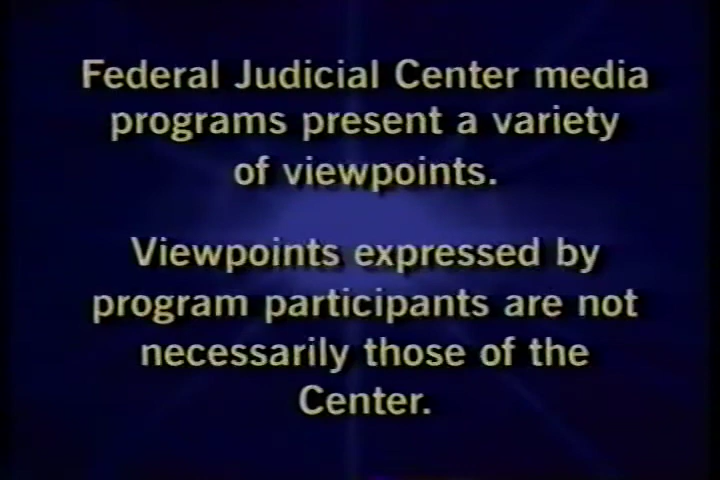 Federal Judicial Center media
programs present a variety
of viewpoints.
Viewpoints expressed by
program participants are not
necessarily those of the
Center.